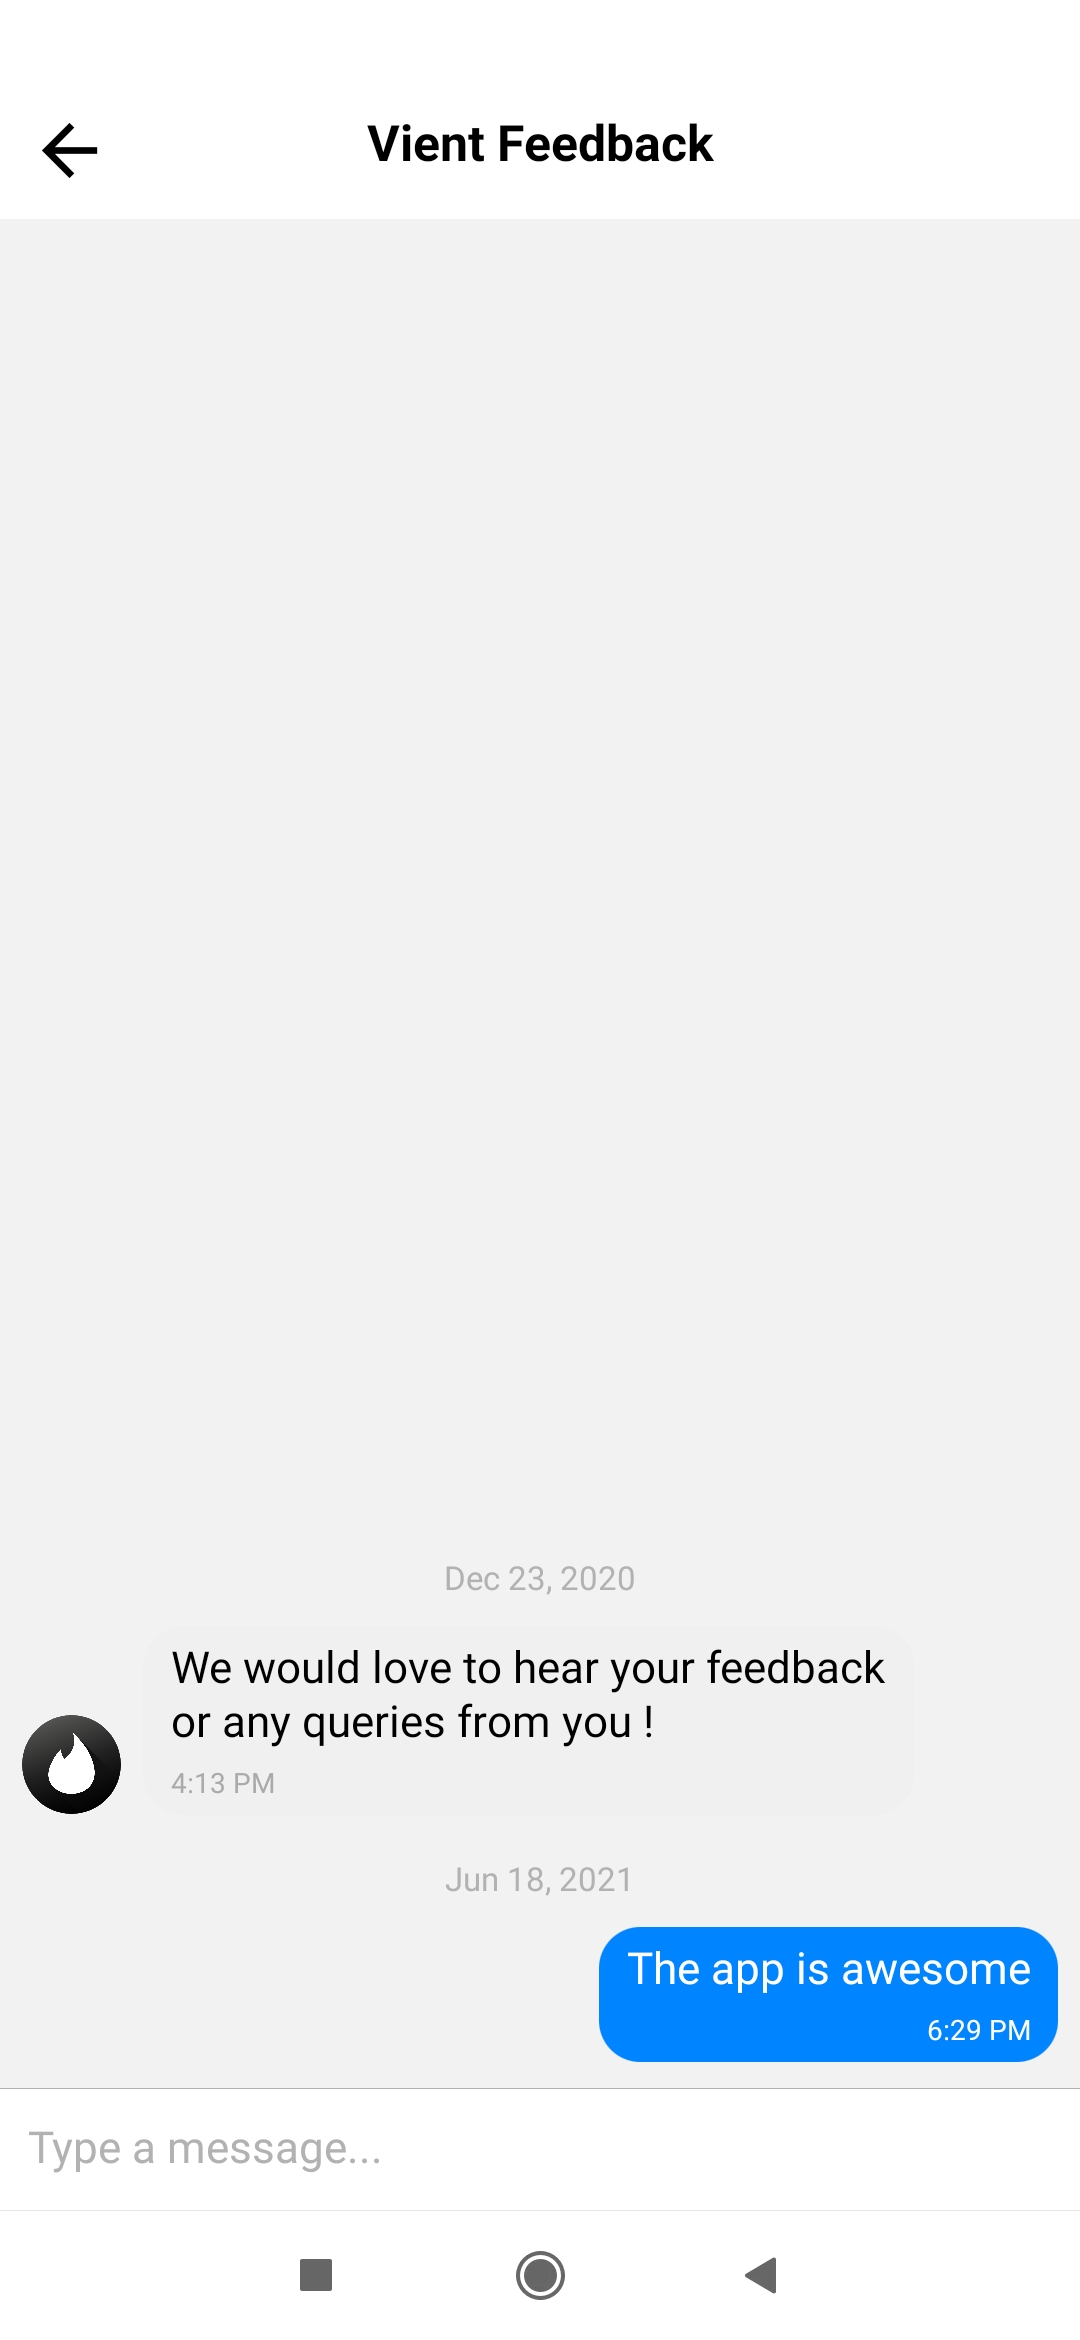 Vient Feedback
Dec 23, 2020
We would love to hear your feedback
or any queries from you !
4:13 PM
Jun 18, 2021
The app is awesome
6:29 PM
Type a message...